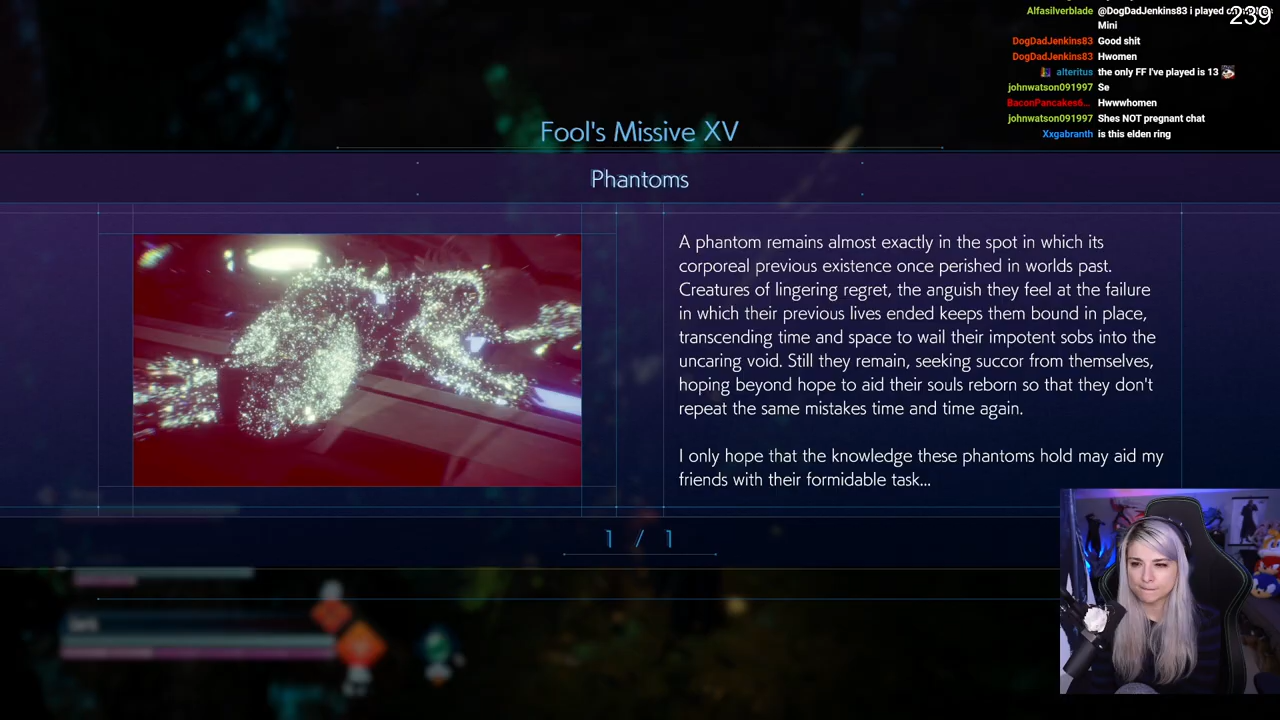 Alfasilverblade @DogDadJenkins83 i played
239
Mini
DogDadJenkins83 Good shit
DogDadJenkins83 Hwomen
alteritus the only FF I've played is 13
johnwatson091997 Se
BaconPancakes6... Hwwwhomen
johnwatson091997 Shes NOT pregnant chat
Xxgabranth is this elden ring
Fool's Missive XV
Phantoms
A phantom remains almost exactly in the spot in which its
corporeal previous existence once perished in worlds past.
Creatures of lingering regret, the anguish they feel at the failure
in which their previous lives ended keeps them bound in place,
transcending time and space to wail their impotent sobs into the
uncaring void. Still they remain, seeking succor from themselves,
hoping beyond hope to aid their souls reborn so that they don't
repeat the same mistakes time and time again.
I only hope that the knowledge these phantoms hold may aid my
friends with their formidable task...
1 / 1